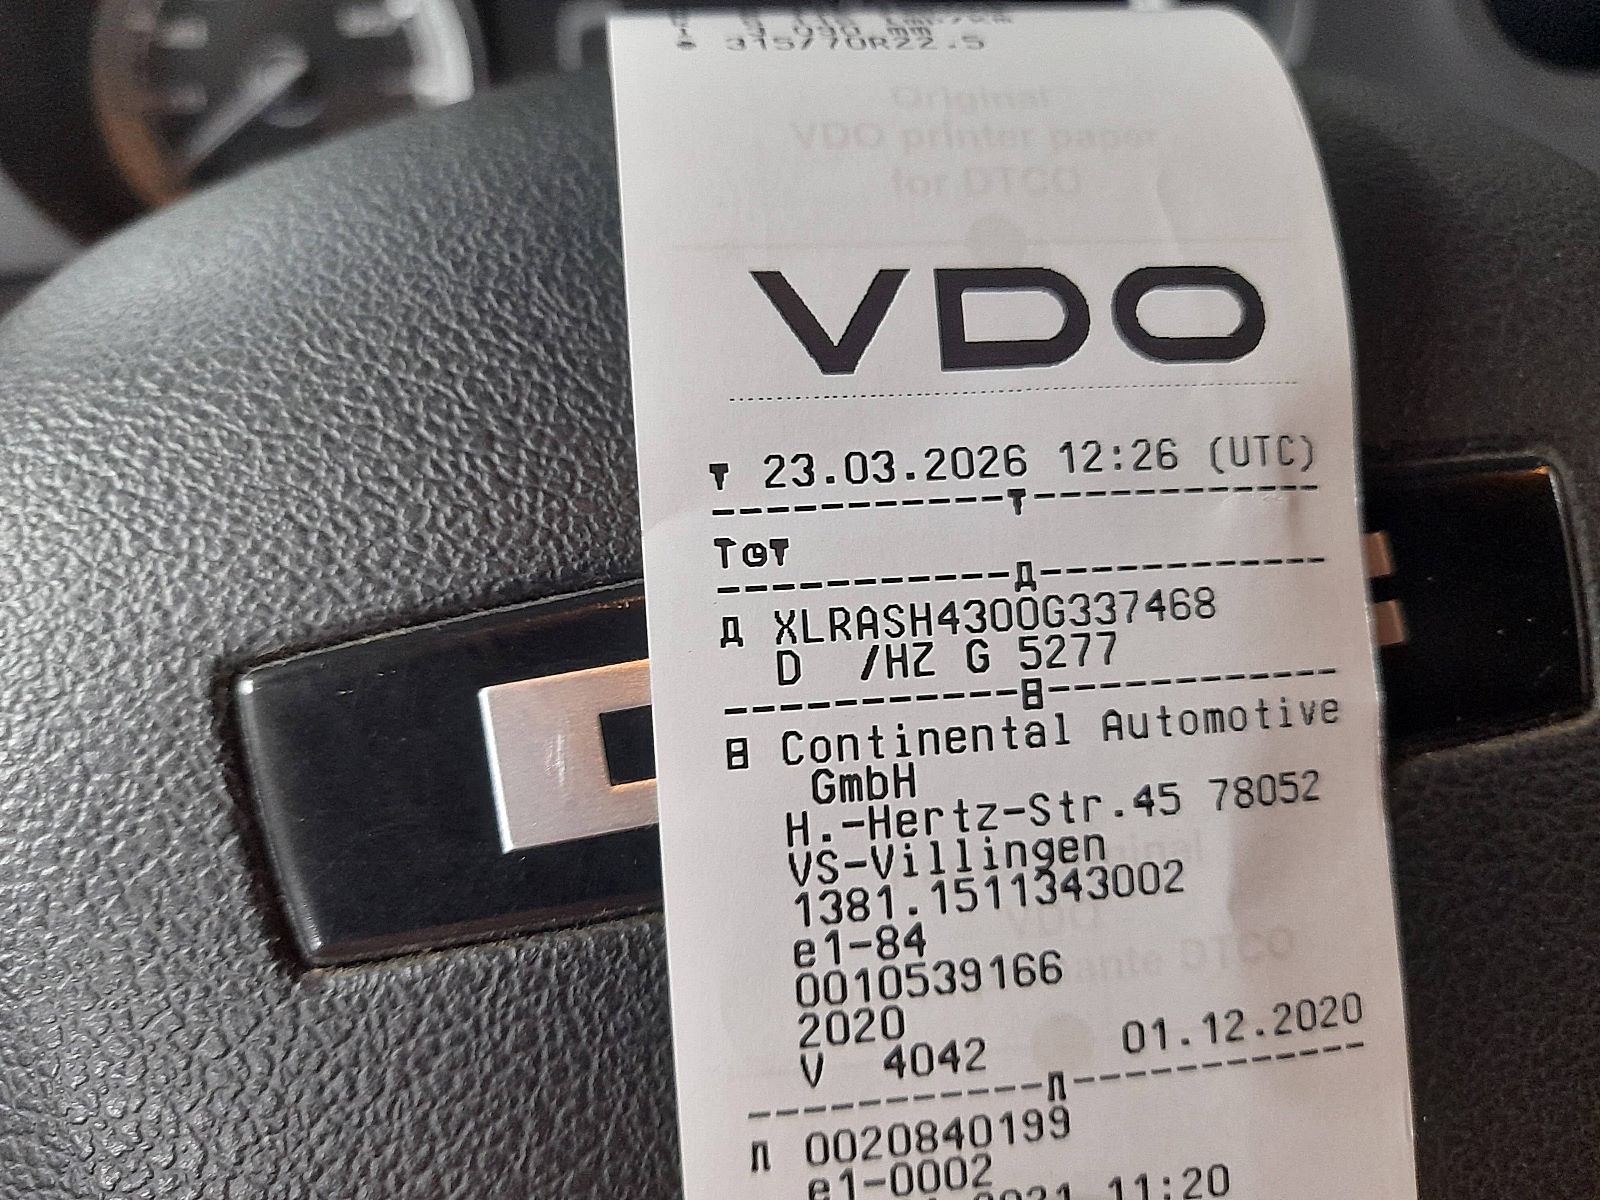 315/70R22.5
Original
VDO printer paper
for DTCO
VDO
▼ 23.03.2026 12:26 (UTC)
XLRASH4300G337468
D /HZ G 5277
Continental Automotive
GmbH
H.-Hertz-Str.45 78052
VS-Villingen
1381.1511343002
e1-84
0010539166
2020
V 4042 01.12.2020
0020840199
e1-0002
11:20